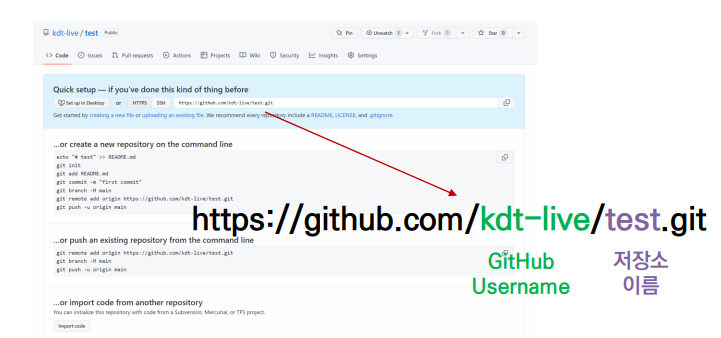 kdt-live / test Public
Pin Unwatch 1 Fork 0 Star 0
Code Issues Pull requests Actions Projects Wiki Security Insights Settings
Quick setup — if you've done this kind of thing before
Set up in Desktop or HTTPS SSH https://github.com/kdt-live/test.git
Get started by creating a new file or uploading an existing file. We recommend every repository include a README, LICENSE, and .gitignore.
...or create a new repository on the command line
echo "# test" >> README.md
git init
git add README.md
git commit -m "first commit"
git branch -M main
git remote add origin https://github.com/kdt-live/test.git
git push -u origin main
https://github.com/kdt-live/test.git
GitHub
Username
저장소
이름
...or push an existing repository from the command line
git remote add origin https://github.com/kdt-live/test.git
git branch -M main
git push -u origin main
...or import code from another repository
You can initialize this repository with code from a Subversion, Mercurial, or TFS project.
Import code